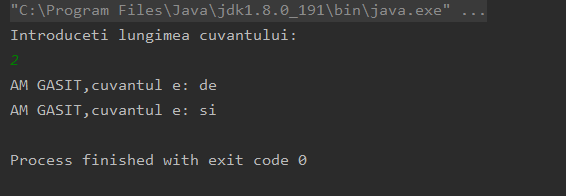 "C:\Program Files\Java\jdk1.8.0_191\bin\java.exe" ...
Introduceti lungimea cuvantului:
2
AM GASIT,cuvantul e: de
AM GASIT,cuvantul e: si
Process finished with exit code 0